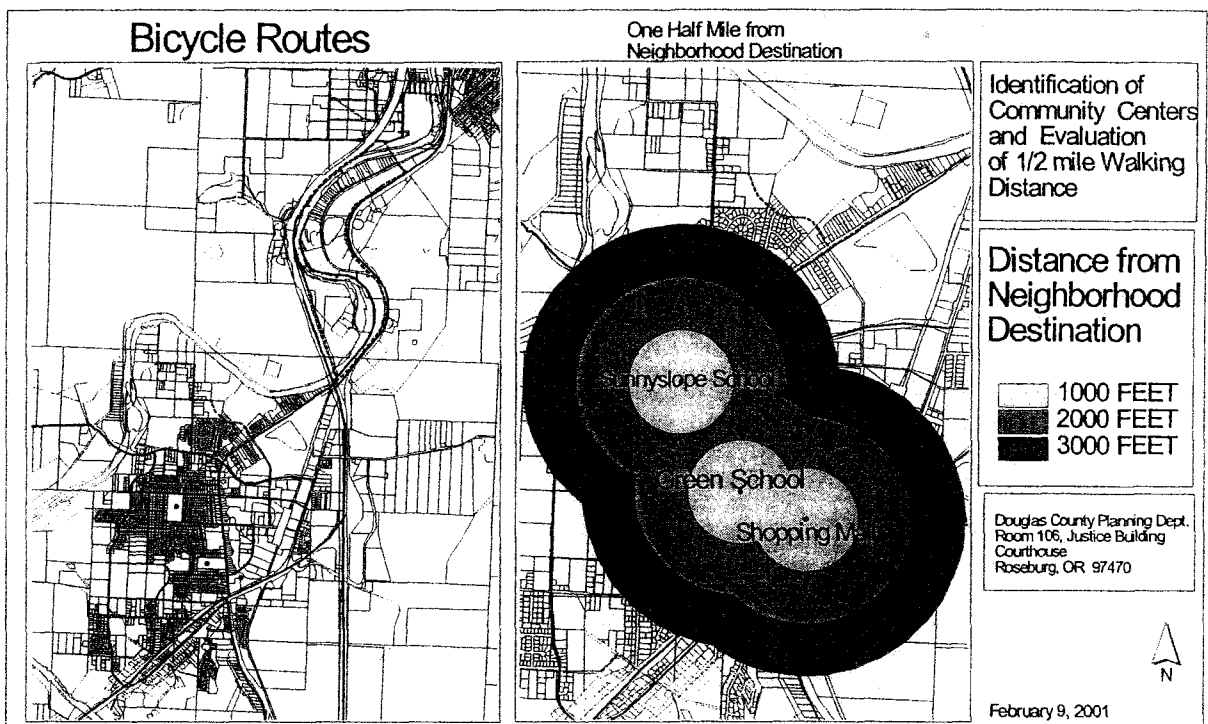 Bicycle Routes
One Half Mile from
Neighborhood Destination
Sunnyslope School
Green School
Shopping Ma
Identification of
Community Centers
and Evaluation
of 1/2 mile Walking
Distance
Distance from
Neighborhood
Destination
1000 FEET
2000 FEET
3000 FEET
Douglas County Planning Dept.
Room 106, Justice Building
Courthouse
Roseburg, OR 97470
N
February 9, 2001